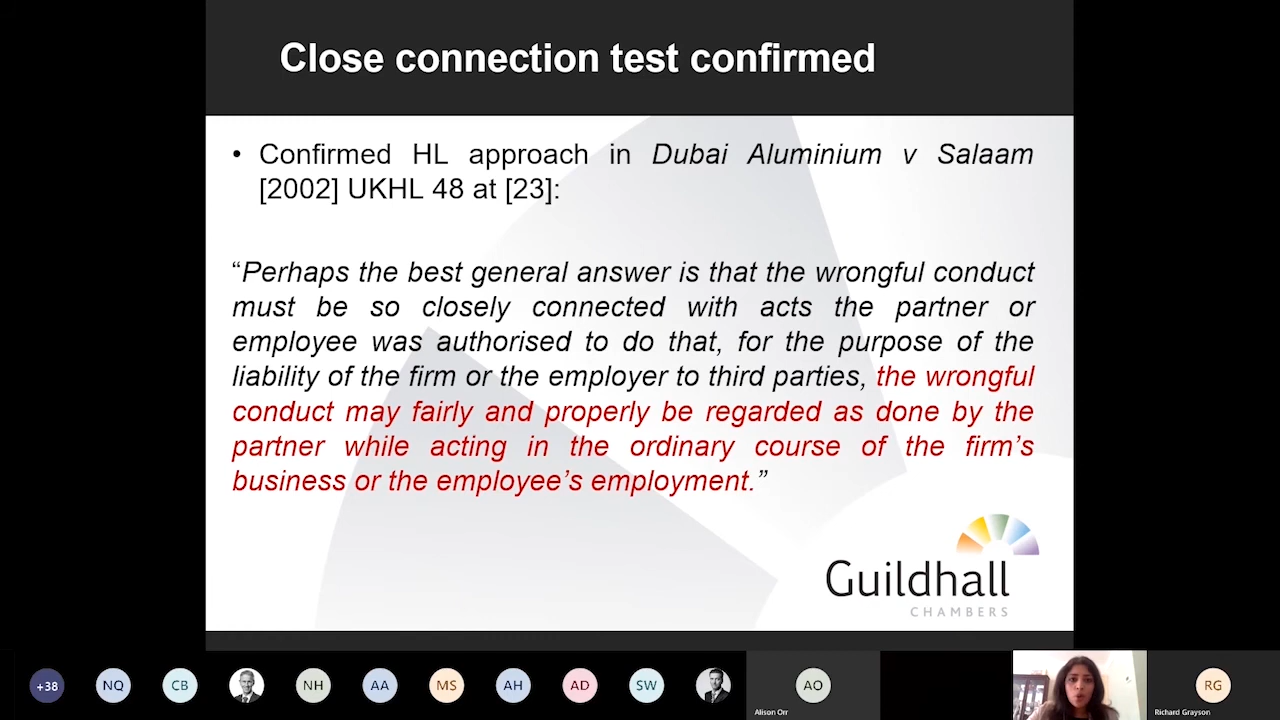 Close connection test confirmed
• Confirmed HL approach in Dubai Aluminium v Salaam
[2002] UKHL 48 at [23]:
“Perhaps the best general answer is that the wrongful conduct
must be so closely connected with acts the partner or
employee was authorised to do that, for the purpose of the
liability of the firm or the employer to third parties, the wrongful
conduct may fairly and properly be regarded as done by the
partner while acting in the ordinary course of the firm’s
business or the employee’s employment.”
Guildhall
CHAMBERS
+38 NQ CB NH AA MS AH AD SW AO RG
Alison Orr Richard Grayson